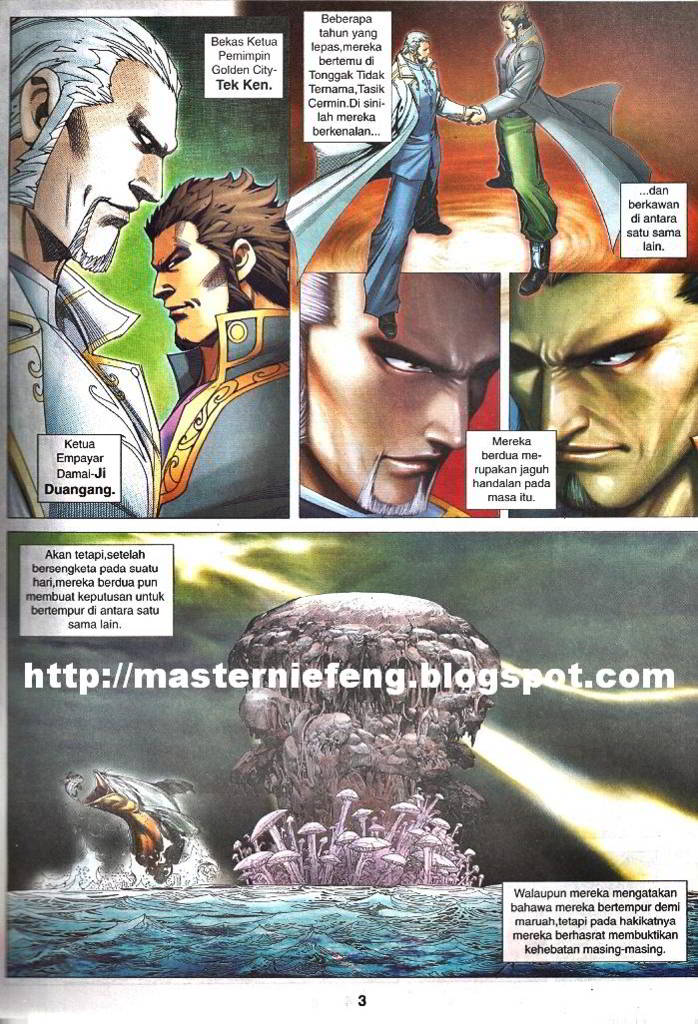 Bekas Ketua
Pemimpin
Golden City-
Tek Ken.
Beberapa
tahun yang
lepas,mereka
bertemu di
Tonggak Tidak
Ternama,Tasik
Cermin.Di sini-
lah mereka
berkenalan...
...dan
berkawan
di antara
satu sama
lain.
Ketua
Empayar
Damai-Ji
Duangang.
Mereka
berdua me-
rupakan jaguh
handalan pada
masa itu.
Akan tetapi,setelah
bersengketa pada suatu
hari,mereka berdua pun
membuat keputusan untuk
bertempur di antara satu
sama lain.
http://masterniefeng.blogspot.com
Walaupun mereka mengatakan
bahawa mereka bertempur demi
maruah,tetapi pada hakikatnya
mereka berhasrat membuktikan
kehebatan masing-masing.
3